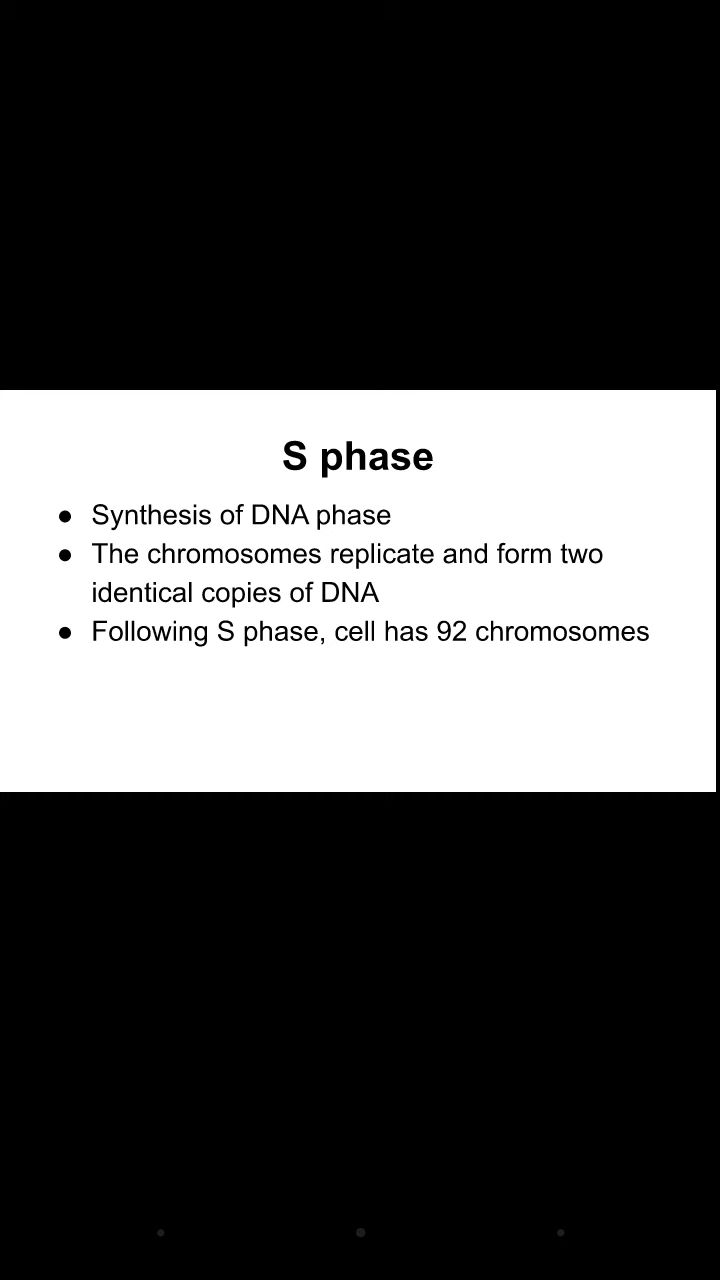 S phase
● Synthesis of DNA phase
● The chromosomes replicate and form two
identical copies of DNA
● Following S phase, cell has 92 chromosomes